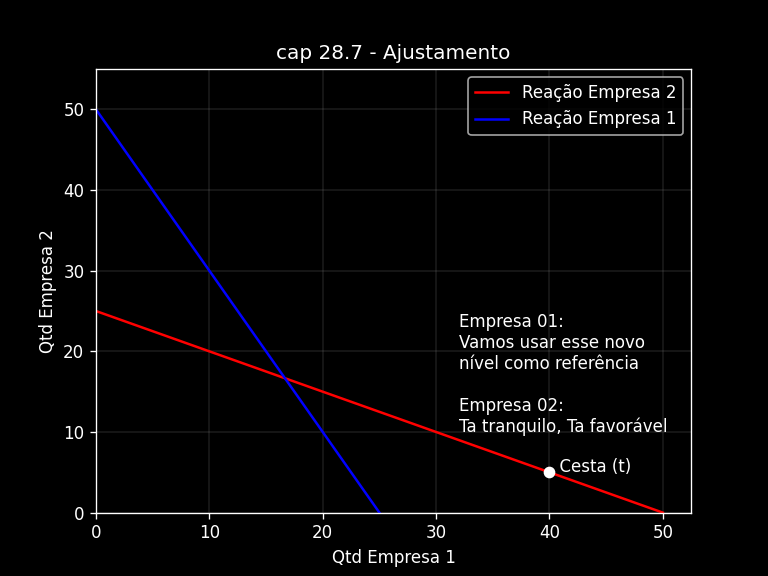 cap 28.7 - Ajustamento
Reação Empresa 2
Reação Empresa 1
Qtd Empresa 2
50
40
30
20
10
0
Empresa 01:
Vamos usar esse novo
nível como referência
Empresa 02:
Ta tranquilo, Ta favorável
Cesta (t)
0 10 20 30 40 50
Qtd Empresa 1